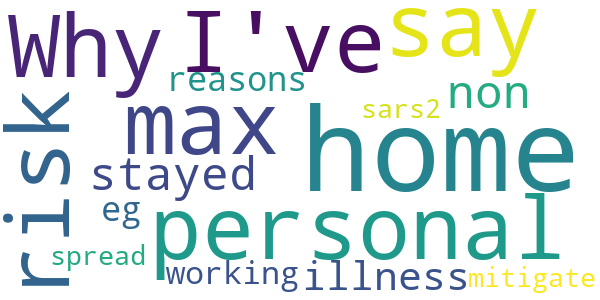 Why I've say
reasons
max non
sars2
risk home
stayed
eg personal
spread
working illness mitigate